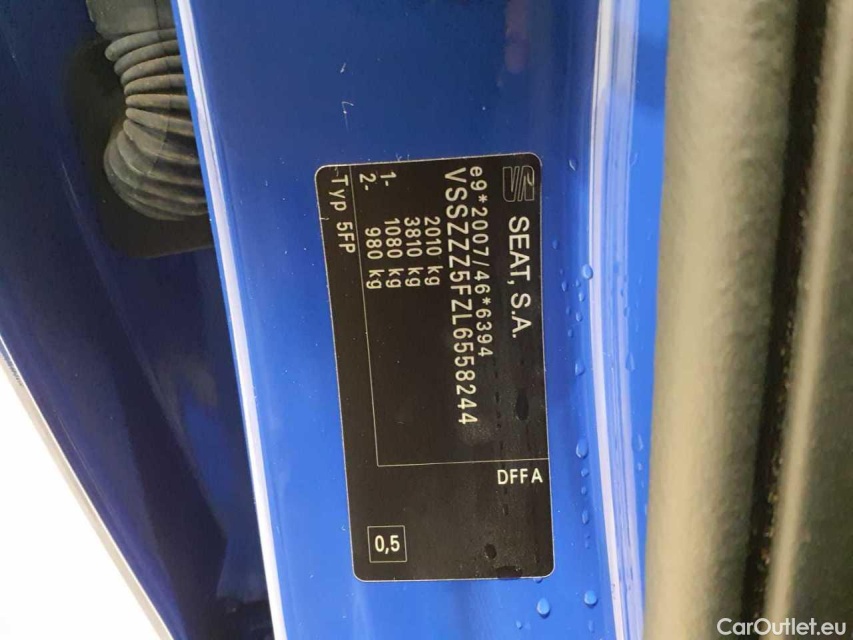 SEAT, S.A.
e9*2007/46*6394
VSSZZZ5FZL6558244
2010 kg
3810 kg
1- 1080 kg
2- 980 kg
Typ 5FP
DFFA
0,5
CarOutlet.eu